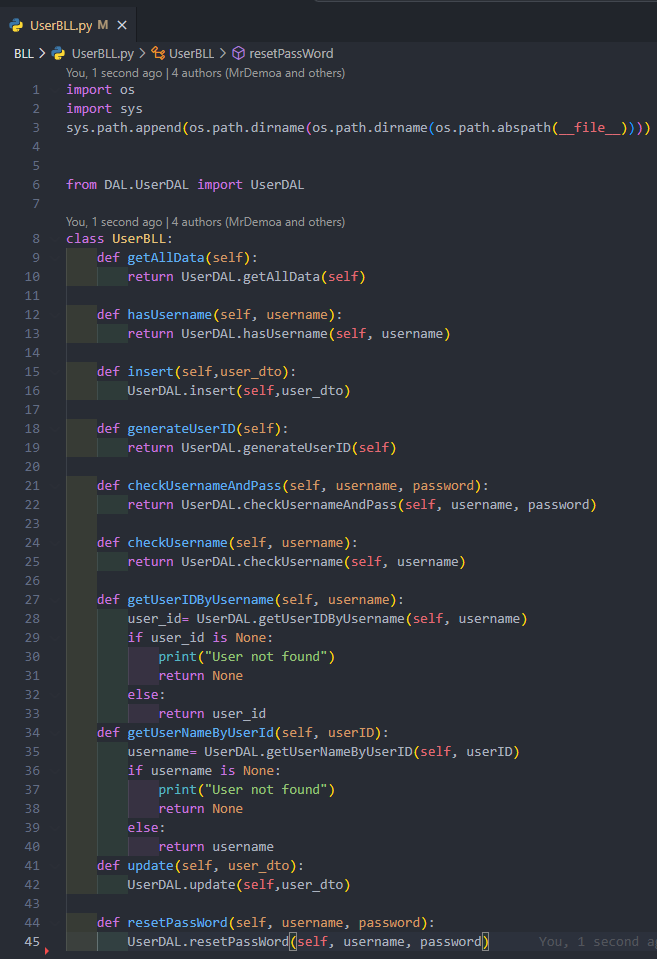 UserBLL.py M ×
BLL > UserBLL.py > UserBLL > resetPassWord
You, 1 second ago | 4 authors (MrDemoa and others)
1 import os
2 import sys
3 sys.path.append(os.path.dirname(os.path.dirname(os.path.abspath(__file__))))
4
5
6 from DAL.UserDAL import UserDAL
7
You, 1 second ago | 4 authors (MrDemoa and others)
8 class UserBLL:
9     def getAllData(self):
10         return UserDAL.getAllData(self)
11
12     def hasUsername(self, username):
13         return UserDAL.hasUsername(self, username)
14
15     def insert(self,user_dto):
16         UserDAL.insert(self,user_dto)
17
18     def generateUserID(self):
19         return UserDAL.generateUserID(self)
20
21     def checkUsernameAndPass(self, username, password):
22         return UserDAL.checkUsernameAndPass(self, username, password)
23
24     def checkUsername(self, username):
25         return UserDAL.checkUsername(self, username)
26
27     def getUserIDByUsername(self, username):
28         user_id= UserDAL.getUserIDByUsername(self, username)
29         if user_id is None:
30             print("User not found")
31             return None
32         else:
33             return user_id
34     def getUserNameByUserId(self, userID):
35         username= UserDAL.getUserNameByUserID(self, userID)
36         if username is None:
37             print("User not found")
38             return None
39         else:
40             return username
41     def update(self, user_dto):
42         UserDAL.update(self,user_dto)
43
44     def resetPassWord(self, username, password):
45         UserDAL.resetPassWord(self, username, password) You, 1 second